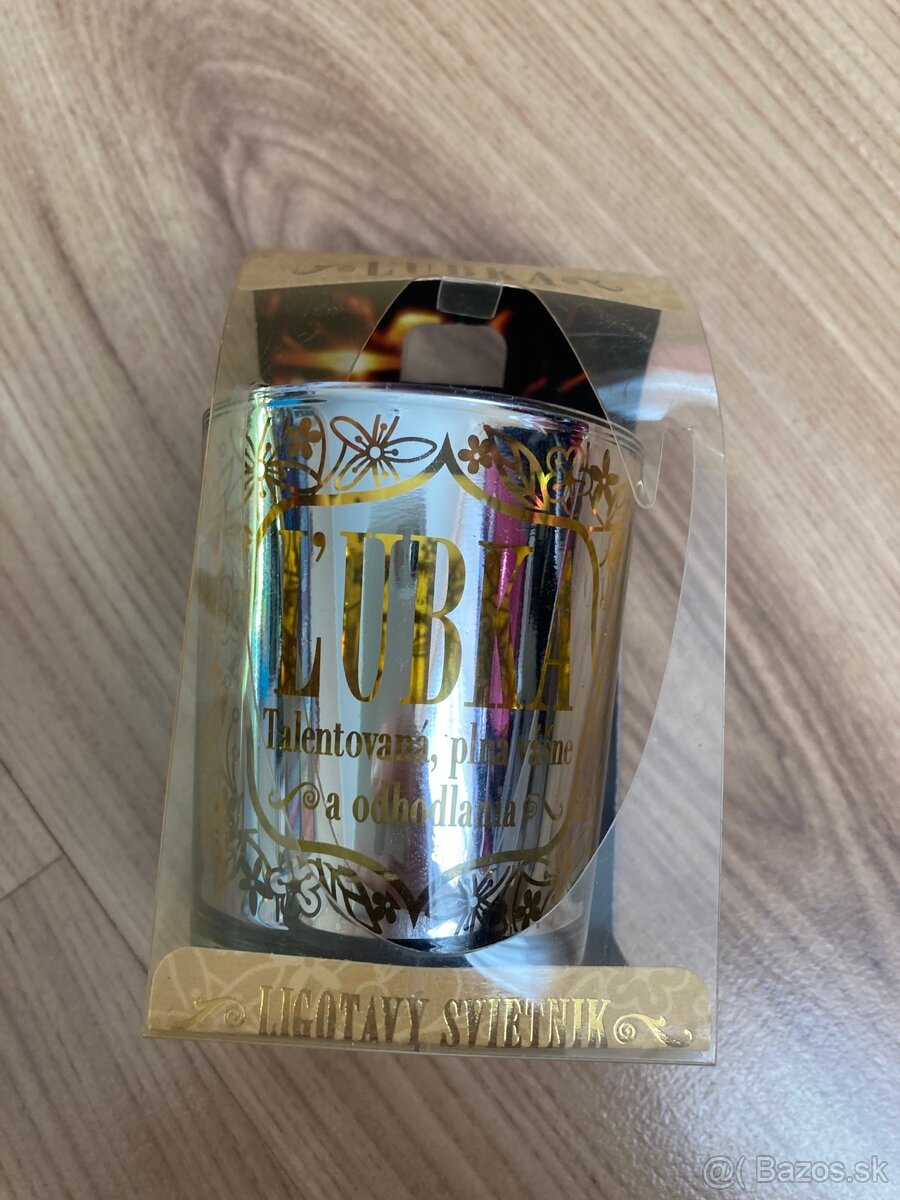 ĽUBKA
ĽUBKA
Talentovaná, plná vášne
a odhodlania
LIGOTAVÝ SVIETNIK
@( Bazos.sk